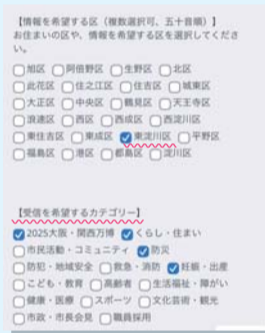 【情報を希望する区（複数選択可、五十音順）】
お住まいの区や、情報を希望する区を選択してくださ
い。
旭区 阿倍野区 生野区 北区
此花区 住之江区 住吉区 城東区
大正区 中央区 鶴見区 天王寺区
浪速区 西区 西成区 西淀川区
東住吉区 東成区 東淀川区 平野区
福島区 港区 都島区 淀川区
【受信を希望するカテゴリー】
2025大阪・関西万博 くらし・住まい
市民活動・コミュニティ 防災
防犯・地域安全 救急・消防 妊娠・出産
こども・教育 高齢者 生活福祉・障がい
健康・医療 スポーツ 文化芸術・観光
市政・市長会見 職員採用